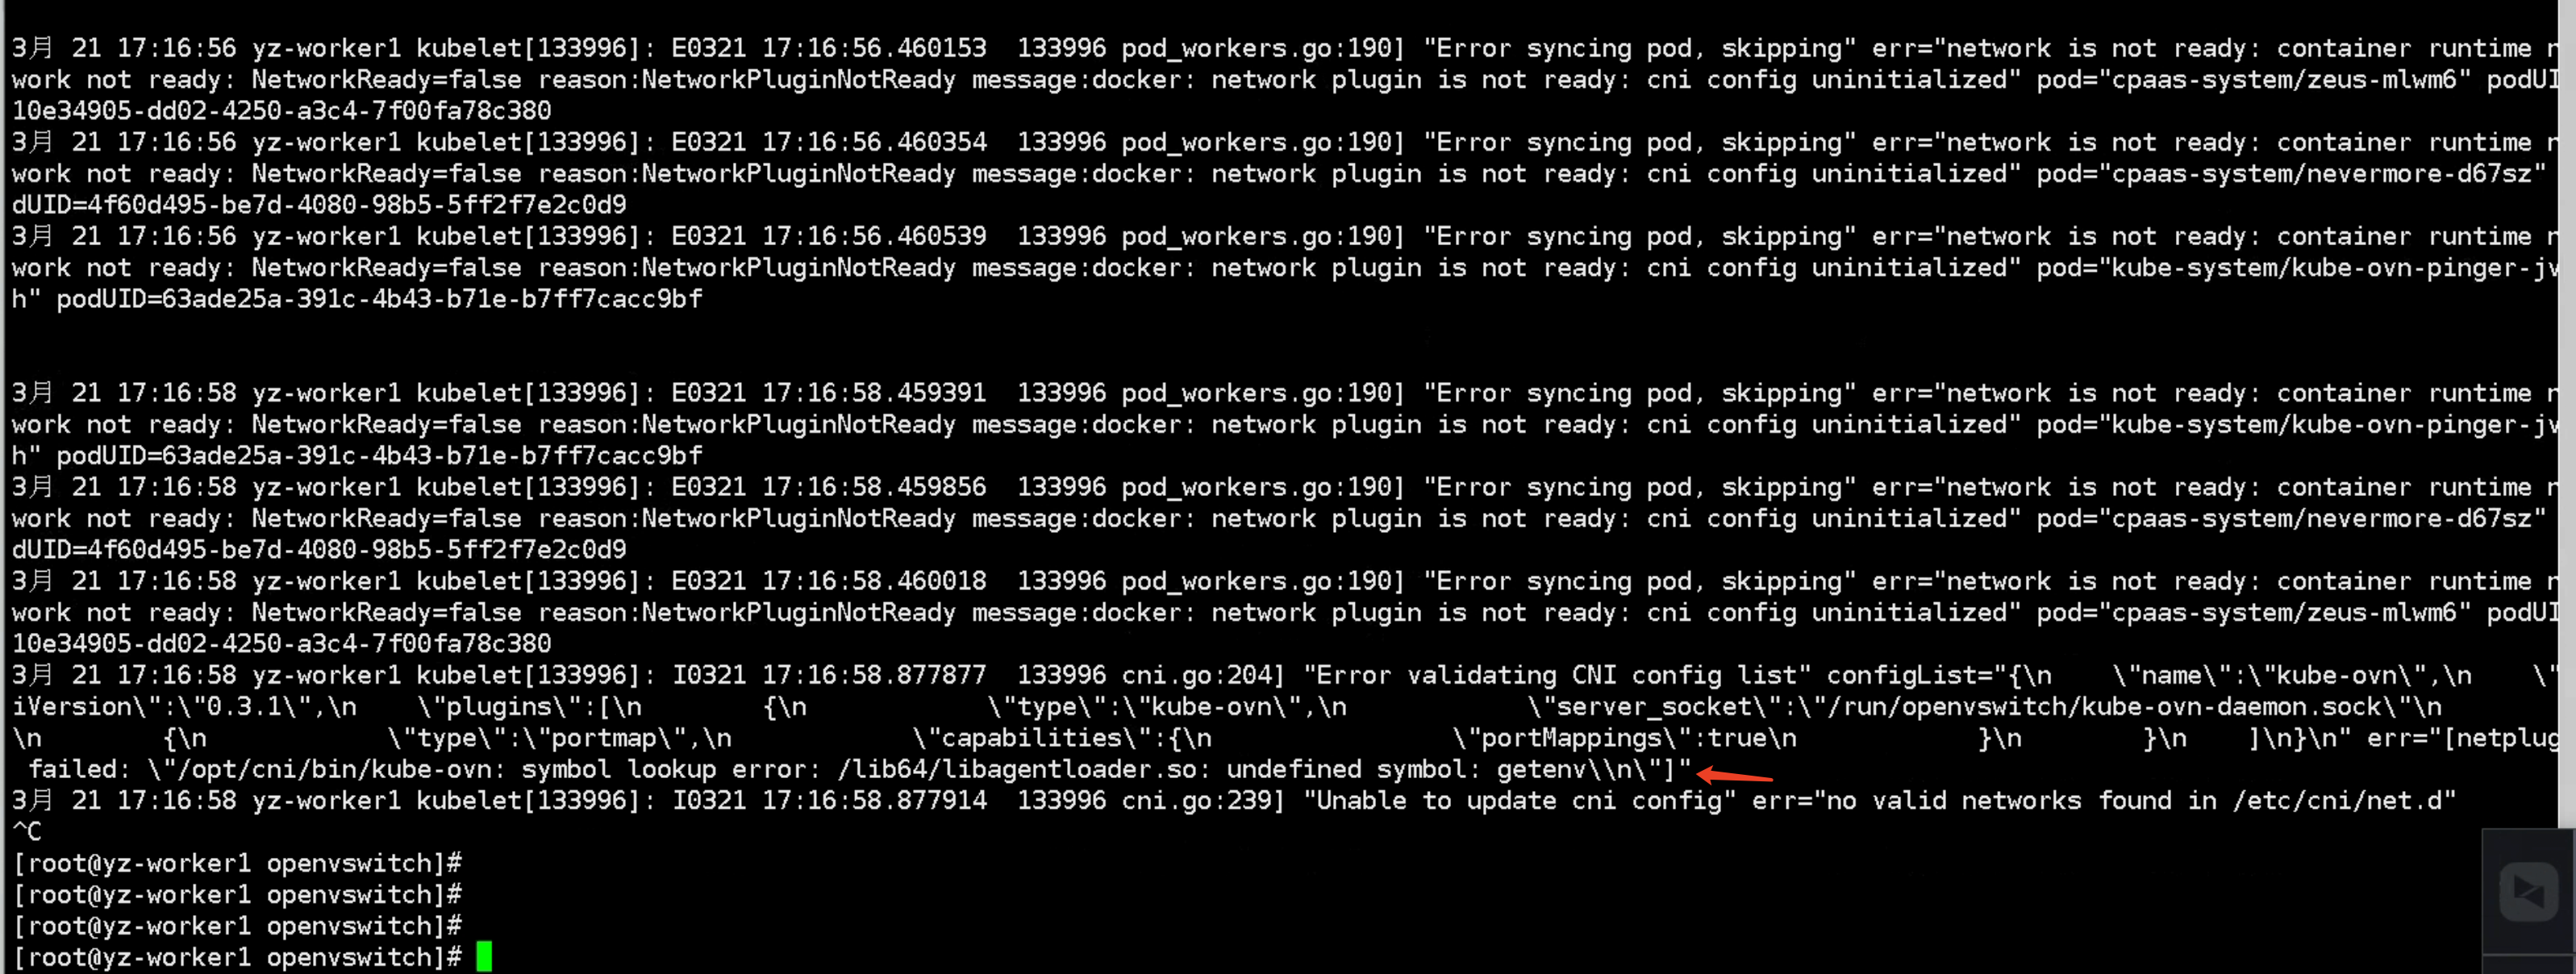 3月 21 17:16:56 yz-worker1 kubelet[133996]: E0321 17:16:56.460153  133996 pod_workers.go:190] "Error syncing pod, skipping" err="network is not ready: container runtime n
work not ready: NetworkReady=false reason:NetworkPluginNotReady message:docker: network plugin is not ready: cni config uninitialized" pod="cpaas-system/zeus-mlwm6" podUI
10e34905-dd02-4250-a3c4-7f00fa78c380
3月 21 17:16:56 yz-worker1 kubelet[133996]: E0321 17:16:56.460354  133996 pod_workers.go:190] "Error syncing pod, skipping" err="network is not ready: container runtime n
work not ready: NetworkReady=false reason:NetworkPluginNotReady message:docker: network plugin is not ready: cni config uninitialized" pod="cpaas-system/nevermore-d67sz"
dUID=4f60d495-be7d-4080-98b5-5ff2f7e2c0d9
3月 21 17:16:56 yz-worker1 kubelet[133996]: E0321 17:16:56.460539  133996 pod_workers.go:190] "Error syncing pod, skipping" err="network is not ready: container runtime n
work not ready: NetworkReady=false reason:NetworkPluginNotReady message:docker: network plugin is not ready: cni config uninitialized" pod="kube-system/kube-ovn-pinger-jv
h" podUID=63ade25a-391c-4b43-b71e-b7ff7cacc9bf
3月 21 17:16:58 yz-worker1 kubelet[133996]: E0321 17:16:58.459391  133996 pod_workers.go:190] "Error syncing pod, skipping" err="network is not ready: container runtime n
work not ready: NetworkReady=false reason:NetworkPluginNotReady message:docker: network plugin is not ready: cni config uninitialized" pod="kube-system/kube-ovn-pinger-jv
h" podUID=63ade25a-391c-4b43-b71e-b7ff7cacc9bf
3月 21 17:16:58 yz-worker1 kubelet[133996]: E0321 17:16:58.459856  133996 pod_workers.go:190] "Error syncing pod, skipping" err="network is not ready: container runtime n
work not ready: NetworkReady=false reason:NetworkPluginNotReady message:docker: network plugin is not ready: cni config uninitialized" pod="cpaas-system/nevermore-d67sz"
dUID=4f60d495-be7d-4080-98b5-5ff2f7e2c0d9
3月 21 17:16:58 yz-worker1 kubelet[133996]: E0321 17:16:58.460018  133996 pod_workers.go:190] "Error syncing pod, skipping" err="network is not ready: container runtime n
work not ready: NetworkReady=false reason:NetworkPluginNotReady message:docker: network plugin is not ready: cni config uninitialized" pod="cpaas-system/zeus-mlwm6" podUI
10e34905-dd02-4250-a3c4-7f00fa78c380
3月 21 17:16:58 yz-worker1 kubelet[133996]: I0321 17:16:58.877877  133996 cni.go:204] "Error validating CNI config list" configList="{\n    \"name\":\"kube-ovn\",\n    \"
iVersion\":\"0.3.1\",\n    \"plugins\":[\n        {\n            \"type\":\"kube-ovn\",\n            \"server_socket\":\"/run/openvswitch/kube-ovn-daemon.sock\"\n
\n        {\n            \"type\":\"portmap\",\n            \"capabilities\":{\n                \"portMappings\":true\n            }\n        }\n    ]\n}\n" err="[netplug
failed: \"/opt/cni/bin/kube-ovn: symbol lookup error: /lib64/libagentloader.so: undefined symbol: getenv\\n\"]"
3月 21 17:16:58 yz-worker1 kubelet[133996]: I0321 17:16:58.877914  133996 cni.go:239] "Unable to update cni config" err="no valid networks found in /etc/cni/net.d"
^C
[root@yz-worker1 openvswitch]#
[root@yz-worker1 openvswitch]#
[root@yz-worker1 openvswitch]#
[root@yz-worker1 openvswitch]#